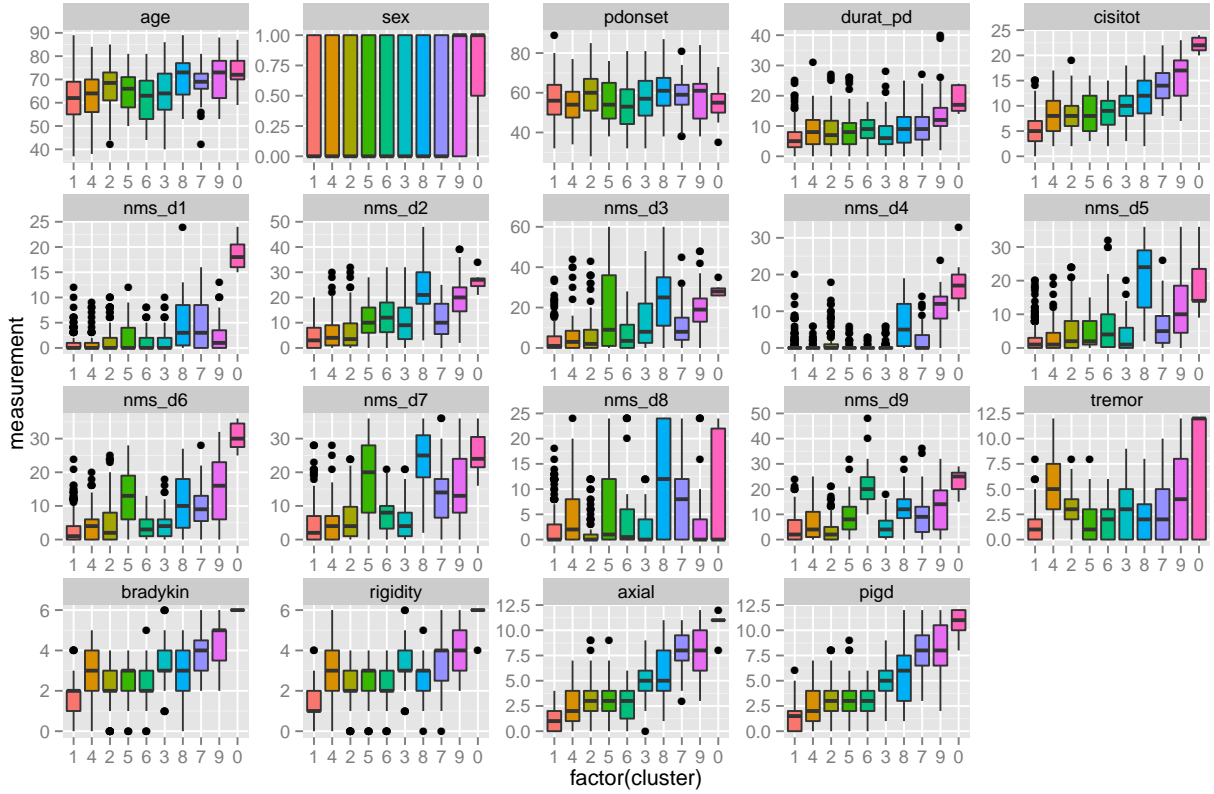 age sex pdonset durat_pd cisitot
90 80 70 60 50 40
1.00 0.75 0.50 0.25 0.00
80 60 40
40 30 20 10 0
25 20 15 10 5 0
1 4 2 5 6 3 8 7 9 0
1 4 2 5 6 3 8 7 9 0
1 4 2 5 6 3 8 7 9 0
1 4 2 5 6 3 8 7 9 0
1 4 2 5 6 3 8 7 9 0
nms_d1 nms_d2 nms_d3 nms_d4 nms_d5
25 20 15 10 5 0
50 40 30 20 10 0
60 40 20 0
30 20 10 0
30 20 10 0
1 4 2 5 6 3 8 7 9 0
1 4 2 5 6 3 8 7 9 0
1 4 2 5 6 3 8 7 9 0
1 4 2 5 6 3 8 7 9 0
1 4 2 5 6 3 8 7 9 0
measurement
nms_d6 nms_d7 nms_d8 nms_d9 tremor
30 20 10 0
30 20 10 0
25 20 15 10 5 0
50 40 30 20 10 0
12.5 10.0 7.5 5.0 2.5 0.0
1 4 2 5 6 3 8 7 9 0
1 4 2 5 6 3 8 7 9 0
1 4 2 5 6 3 8 7 9 0
1 4 2 5 6 3 8 7 9 0
1 4 2 5 6 3 8 7 9 0
bradykin rigidity axial pigd
6 4 2 0
6 4 2 0
12.5 10.0 7.5 5.0 2.5 0.0
12.5 10.0 7.5 5.0 2.5 0.0
1 4 2 5 6 3 8 7 9 0
1 4 2 5 6 3 8 7 9 0
1 4 2 5 6 3 8 7 9 0
1 4 2 5 6 3 8 7 9 0
factor(cluster)